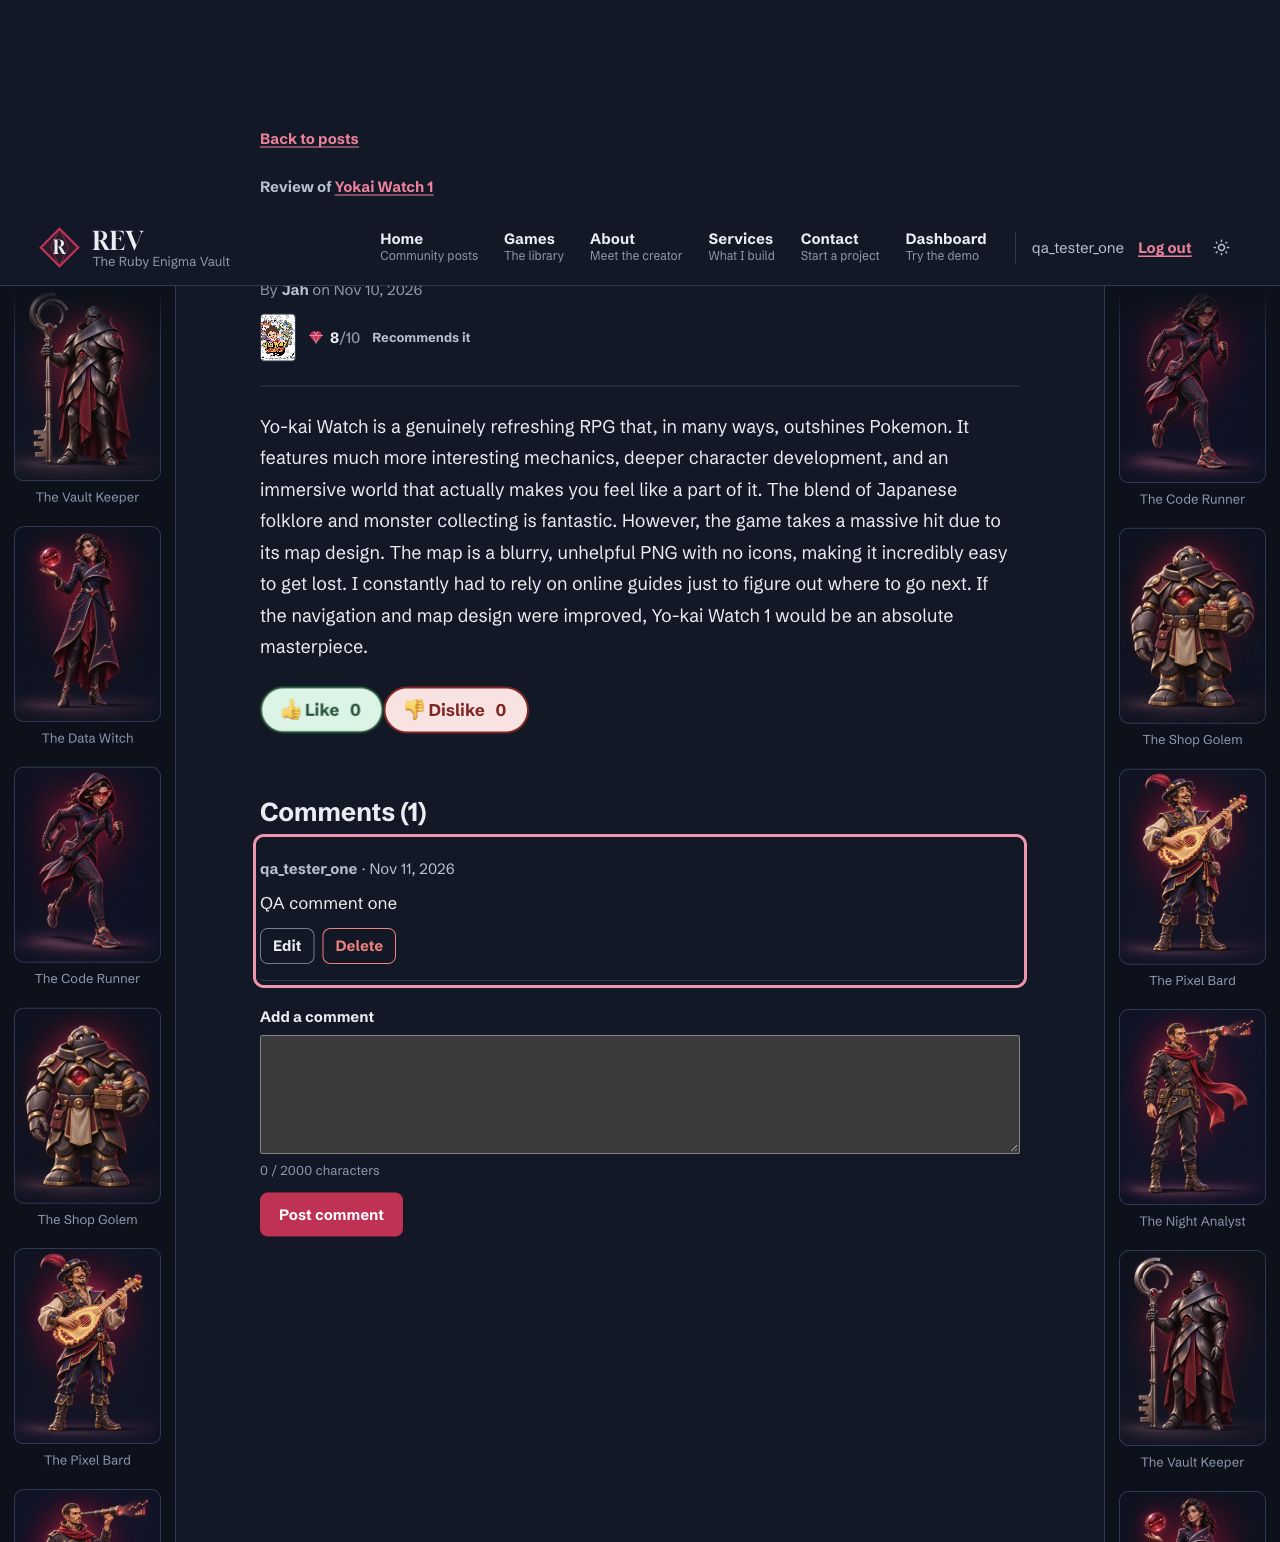 Back to posts
Review of Yokai Watch 1
R
REV
The Ruby Enigma Vault
Home
Community posts
Games
The library
About
Meet the creator
Services
What I build
Contact
Start a project
Dashboard
Try the demo
qa_tester_one
Log out
By Jah on Nov 10, 2026
8/10
Recommends it
Yo-kai Watch is a genuinely refreshing RPG that, in many ways, outshines Pokemon. It
features much more interesting mechanics, deeper character development, and an
immersive world that actually makes you feel like a part of it. The blend of Japanese
folklore and monster collecting is fantastic. However, the game takes a massive hit due to
its map design. The map is a blurry, unhelpful PNG with no icons, making it incredibly easy
to get lost. I constantly had to rely on online guides just to figure out where to go next. If
the navigation and map design were improved, Yo-kai Watch 1 would be an absolute
masterpiece.
👍 Like 0
👎 Dislike 0
Comments (1)
qa_tester_one · Nov 11, 2026
QA comment one
Edit
Delete
Add a comment
0 / 2000 characters
Post comment
The Vault Keeper
The Data Witch
The Code Runner
The Shop Golem
The Pixel Bard
The Code Runner
The Shop Golem
The Pixel Bard
The Night Analyst
The Vault Keeper